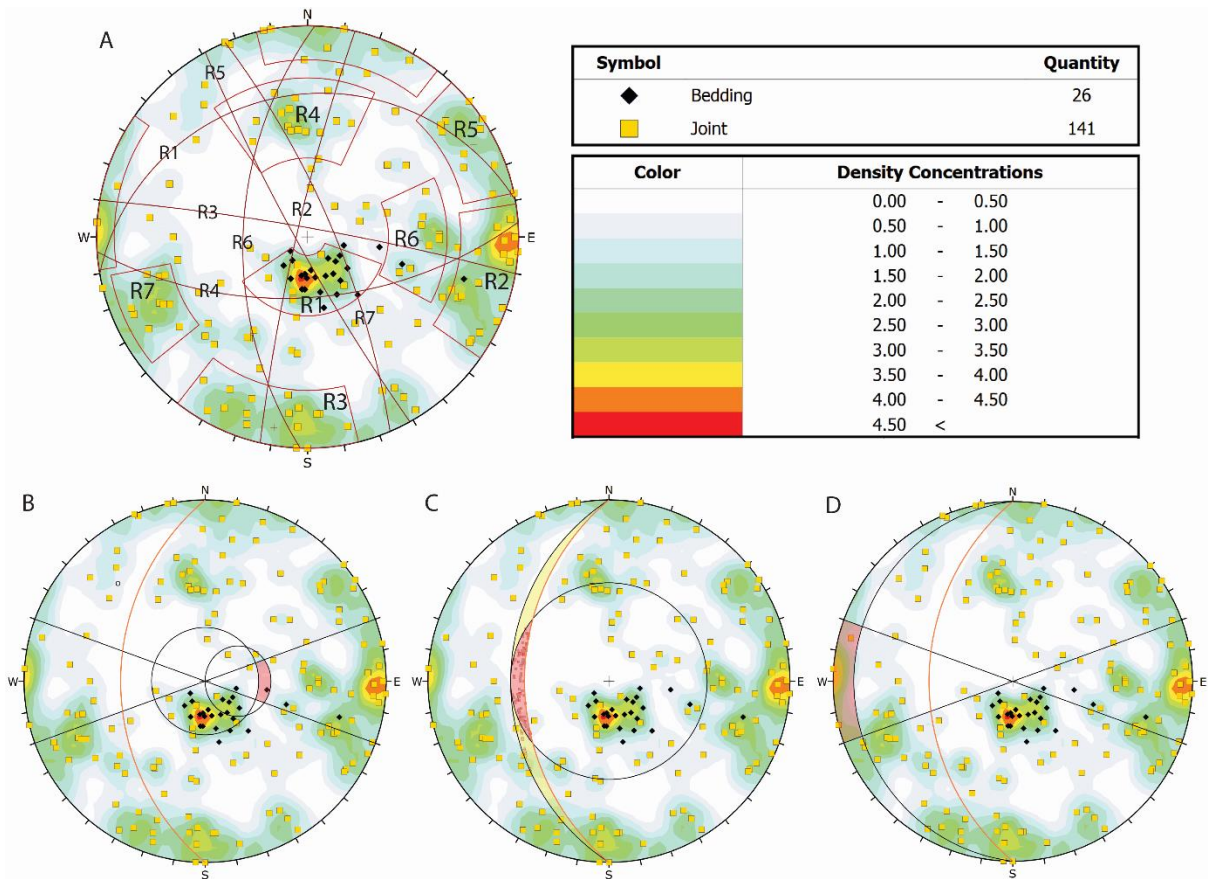 A
N
R5
R4
R5
R1
R2
R3
W
E
R6
R6
R2
R7
R4
R1
R7
R3
S
Symbol Quantity
Bedding 26
Joint 141
Color Density Concentrations
0.00 - 0.50
0.50 - 1.00
1.00 - 1.50
1.50 - 2.00
2.00 - 2.50
2.50 - 3.00
3.00 - 3.50
3.50 - 4.00
4.00 - 4.50
4.50 <
B
N
W
E
S
C
N
W
E
S
D
N
W
E
S